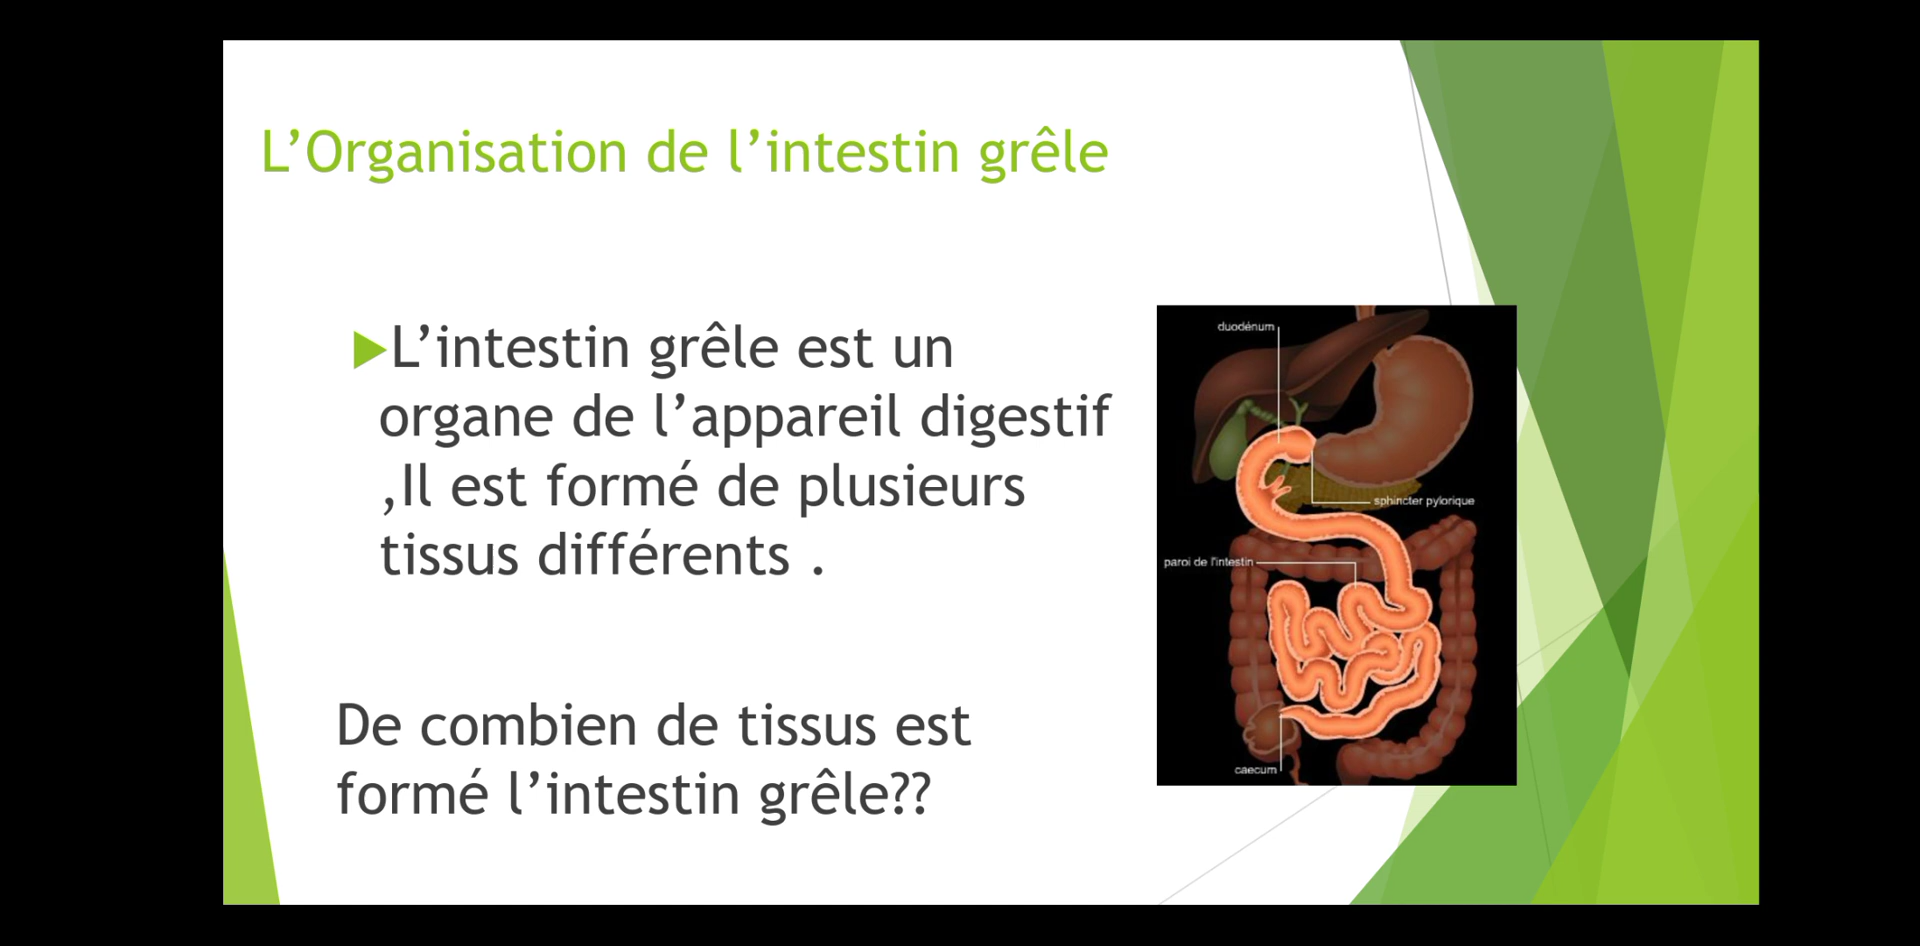 L’Organisation de l’intestin grêle
L’intestin grêle est un
organe de l’appareil digestif
,Il est formé de plusieurs
tissus différents .
De combien de tissus est
formé l’intestin grêle??
duodénum
sphincter pylorique
paroi de l'intestin
caecum